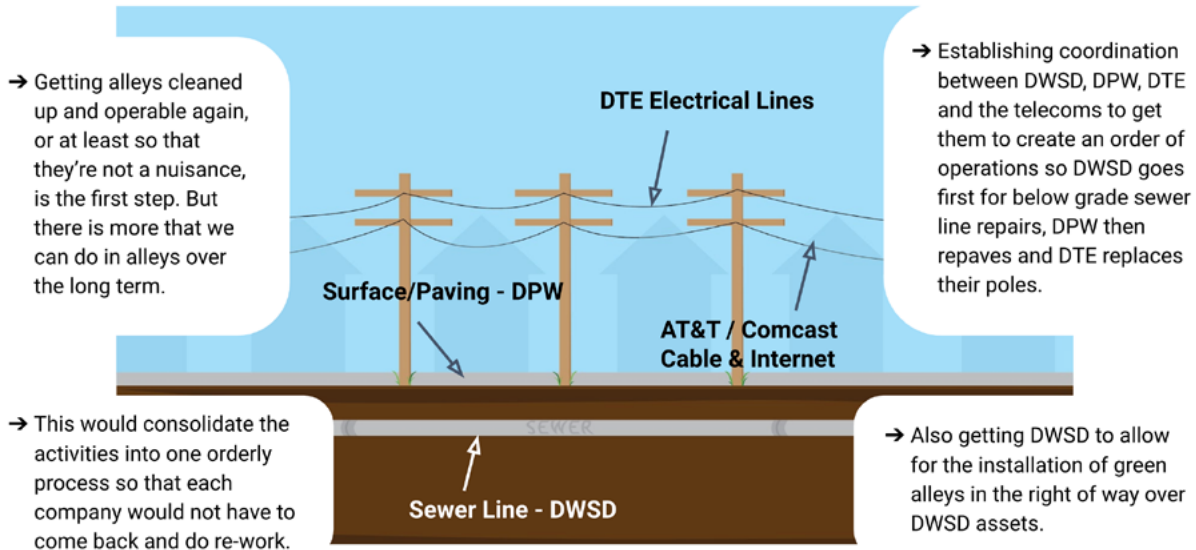 ➔ Getting alleys cleaned
up and operable again,
or at least so that
they’re not a nuisance,
is the first step. But
there is more that we
can do in alleys over
the long term.
➔ Establishing coordination
between DWSD, DPW, DTE
and the telecoms to get
them to create an order of
operations so DWSD goes
first for below grade sewer
line repairs, DPW then
repaves and DTE replaces
their poles.
DTE Electrical Lines
Surface/Paving - DPW
AT&T / Comcast
Cable & Internet
➔ This would consolidate the
activities into one orderly
process so that each
company would not have to
come back and do re-work.
SEWER
Sewer Line - DWSD
➔ Also getting DWSD to allow
for the installation of green
alleys in the right of way over
DWSD assets.